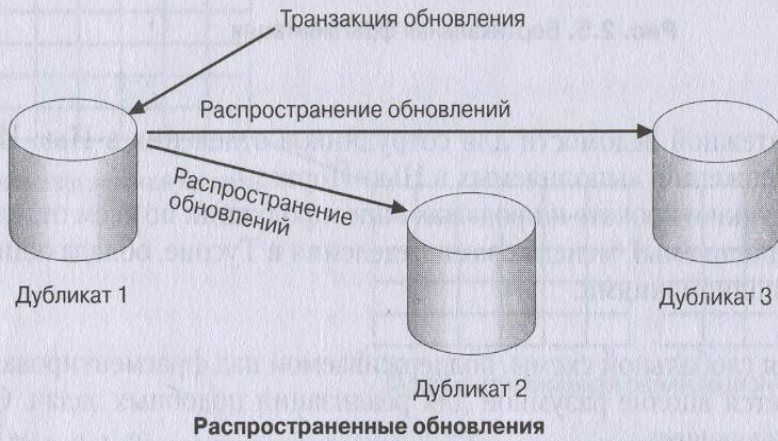 Транзакция обновления
Распространение обновлений
Распространение
обновлений
Дубликат 1
Дубликат 3
Дубликат 2
Распространенные обновления